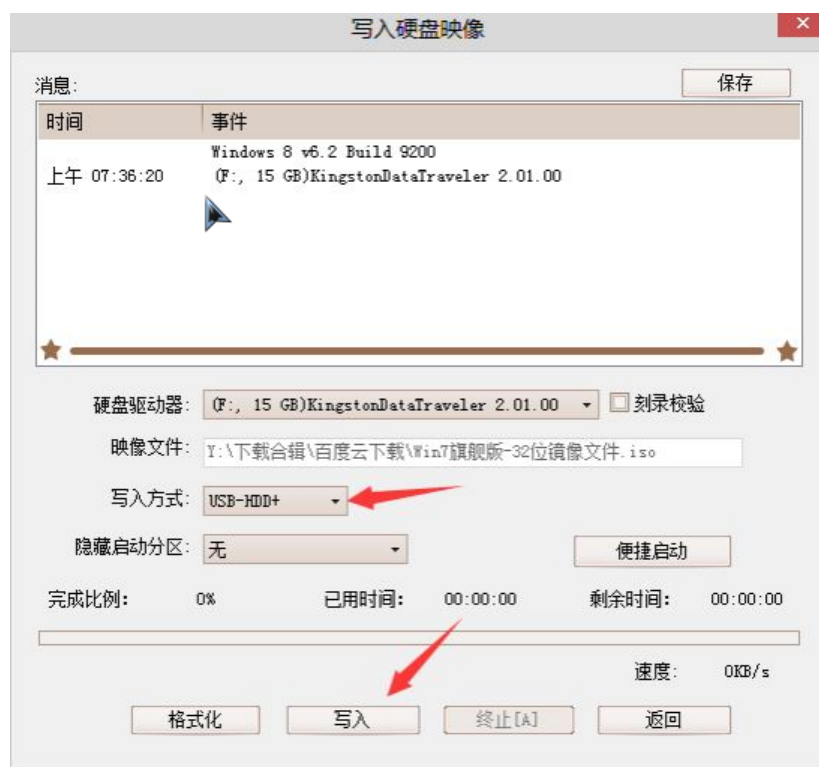 写入硬盘映像
消息:
保存
时间 事件
Windows 8 v6.2 Build 9200
上午 07:36:20 (F:, 15 GB)KingstonDataTraveler 2.01.00
硬盘驱动器: (F:, 15 GB)KingstonDataTraveler 2.01.00 刻录校验
映像文件: Y:\下载合辑\百度云下载\Win7旗舰版-32位镜像文件.iso
写入方式: USB-HDD+
隐藏启动分区: 无 便捷启动
完成比例: 0% 已用时间: 00:00:00 剩余时间: 00:00:00
速度: 0KB/s
格式化 写入 终止[A] 返回